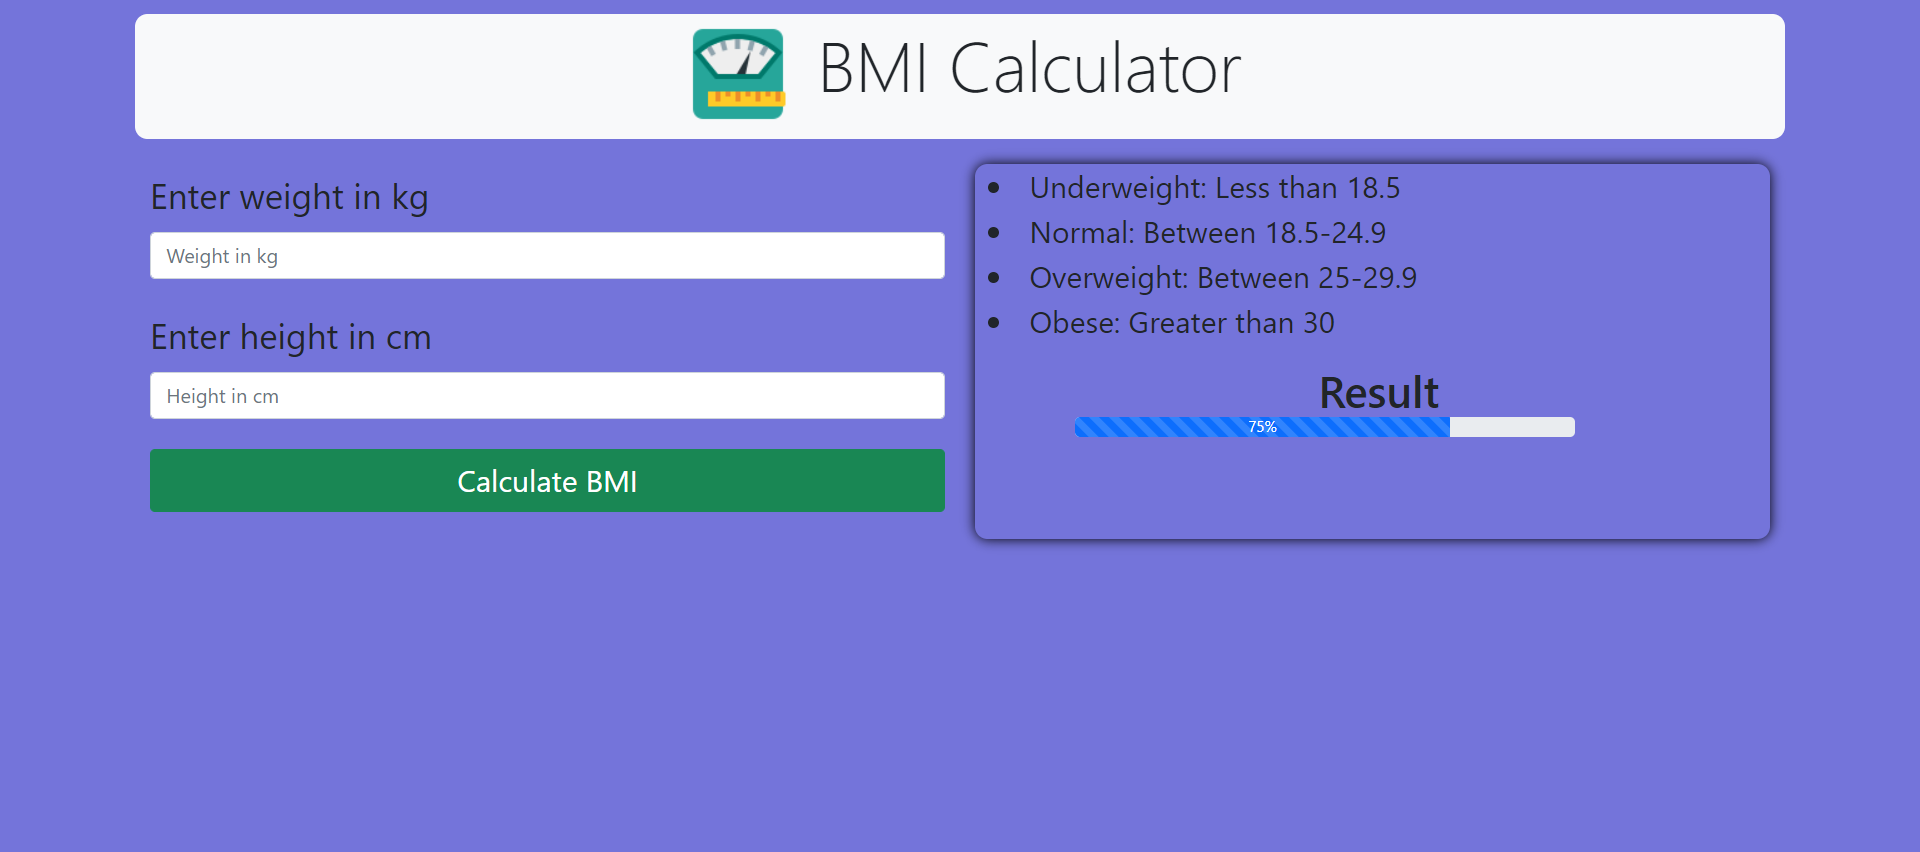 BMI Calculator
Enter weight in kg
Weight in kg
Enter height in cm
Height in cm
Calculate BMI
Underweight: Less than 18.5
Normal: Between 18.5-24.9
Overweight: Between 25-29.9
Obese: Greater than 30
Result
75%